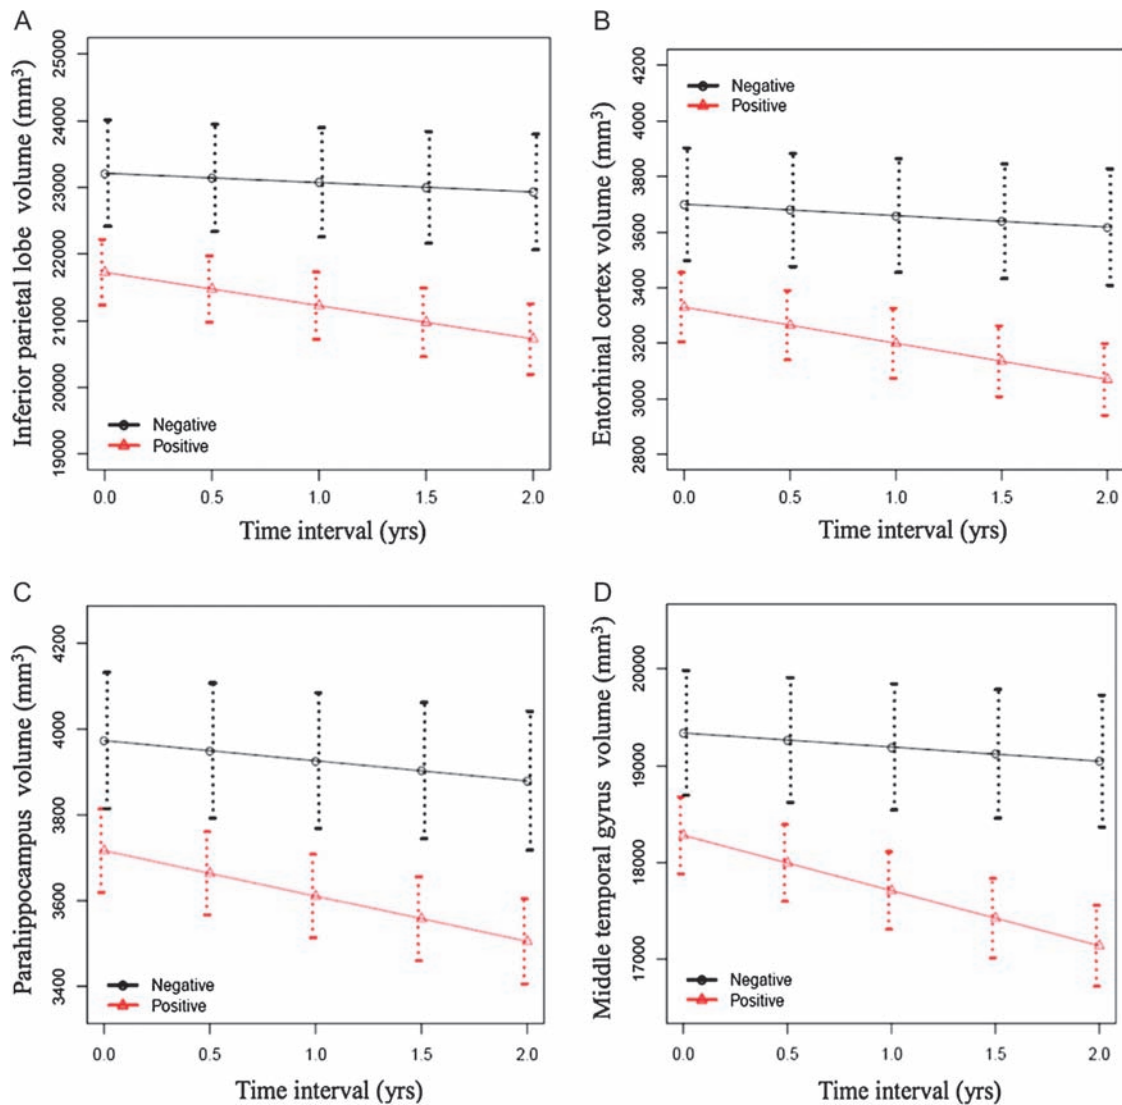 A
Inferior parietal lobe volume (mm³)
25000
24000
23000
22000
21000
20000
19000
Negative
Positive
0.0 0.5 1.0 1.5 2.0
Time interval (yrs)
B
Entorhinal cortex volume (mm³)
4200
4000
3800
3600
3400
3200
3000
2800
Negative
Positive
0.0 0.5 1.0 1.5 2.0
Time interval (yrs)
C
Parahippocampus volume (mm³)
4200
4000
3800
3600
3400
Negative
Positive
0.0 0.5 1.0 1.5 2.0
Time interval (yrs)
D
Middle temporal gyrus volume (mm³)
20000
19000
18000
17000
Negative
Positive
0.0 0.5 1.0 1.5 2.0
Time interval (yrs)